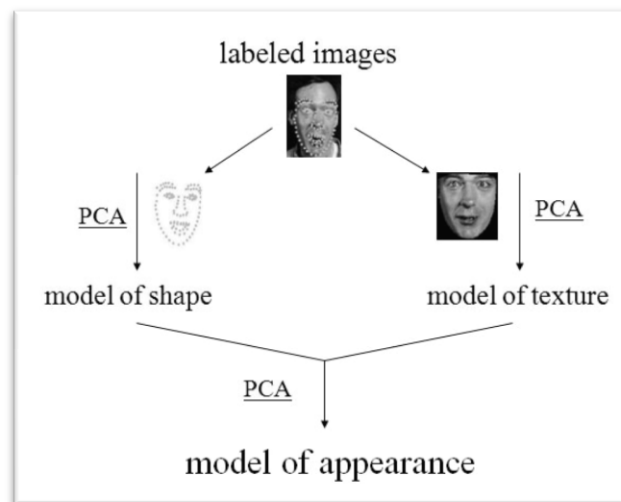 labeled images
PCA
PCA
model of shape
model of texture
PCA
model of appearance